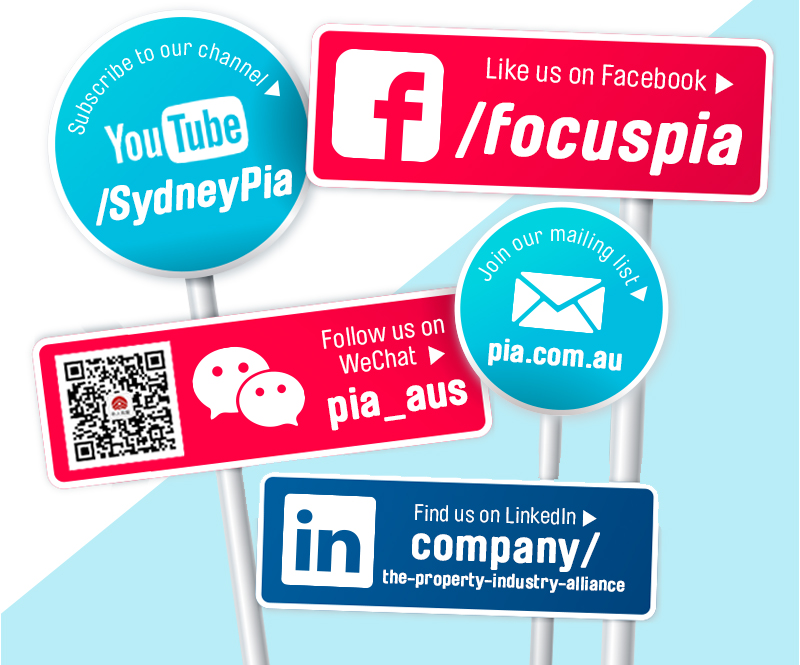 Subscribe to our channel
YouTube
/SydneyPia
Like us on Facebook
f
/focuspia
Join our mailing list
pia.com.au
Follow us on
WeChat
pia_aus
in
Find us on LinkedIn
company/
the-property-industry-alliance